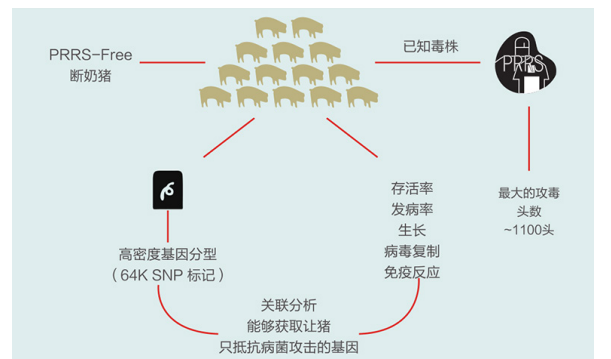 PRRS-Free
断奶猪
已知毒株
PRRS
存活率
发病率
生长
病毒复制
免疫反应
最大的攻毒
头数
~1100头
高密度基因分型
（64K SNP 标记）
关联分析
能够获取让猪
只抵抗病菌攻击的基因